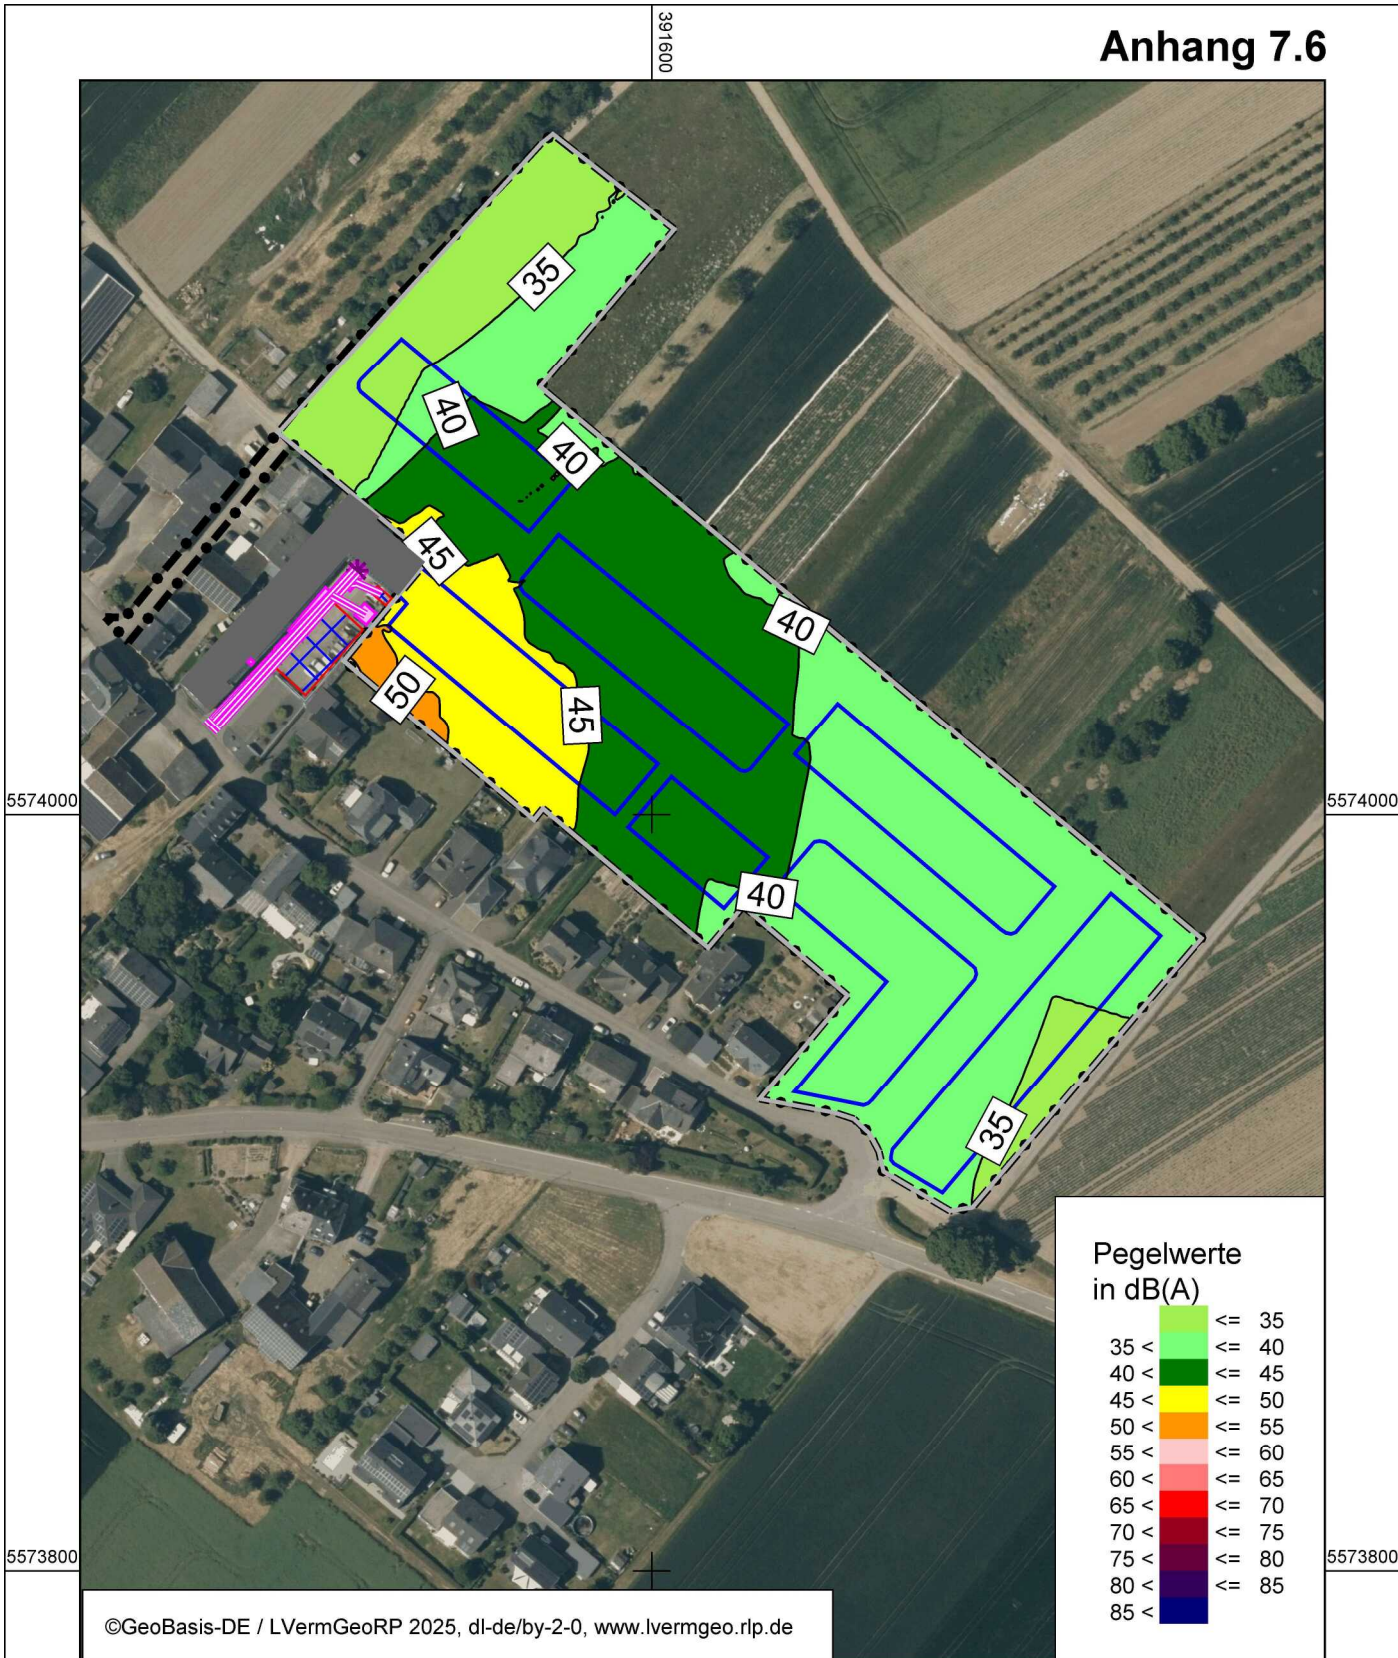 391600
Anhang 7.6
35
40
40
45
40
50
45
5574000
5574000
40
35
Pegelwerte
in dB(A)
<= 35
35 < <= 40
40 < <= 45
45 < <= 50
50 < <= 55
55 < <= 60
60 < <= 65
65 < <= 70
70 < <= 75
75 < <= 80
80 < <= 85
85 <
5573800
5573800
©GeoBasis-DE / LVermGeoRP 2025, dl-de/by-2-0, www.lvermgeo.rlp.de